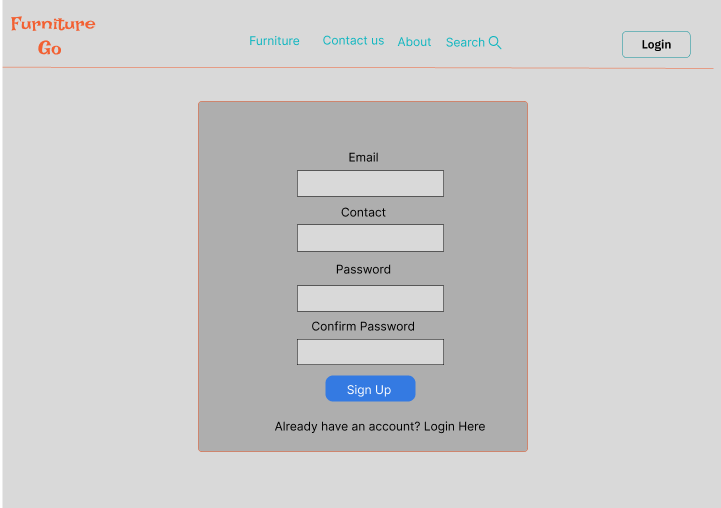 Furniture
Go
Furniture Contact us About Search
Login
Email
Contact
Password
Confirm Password
Sign Up
Already have an account? Login Here